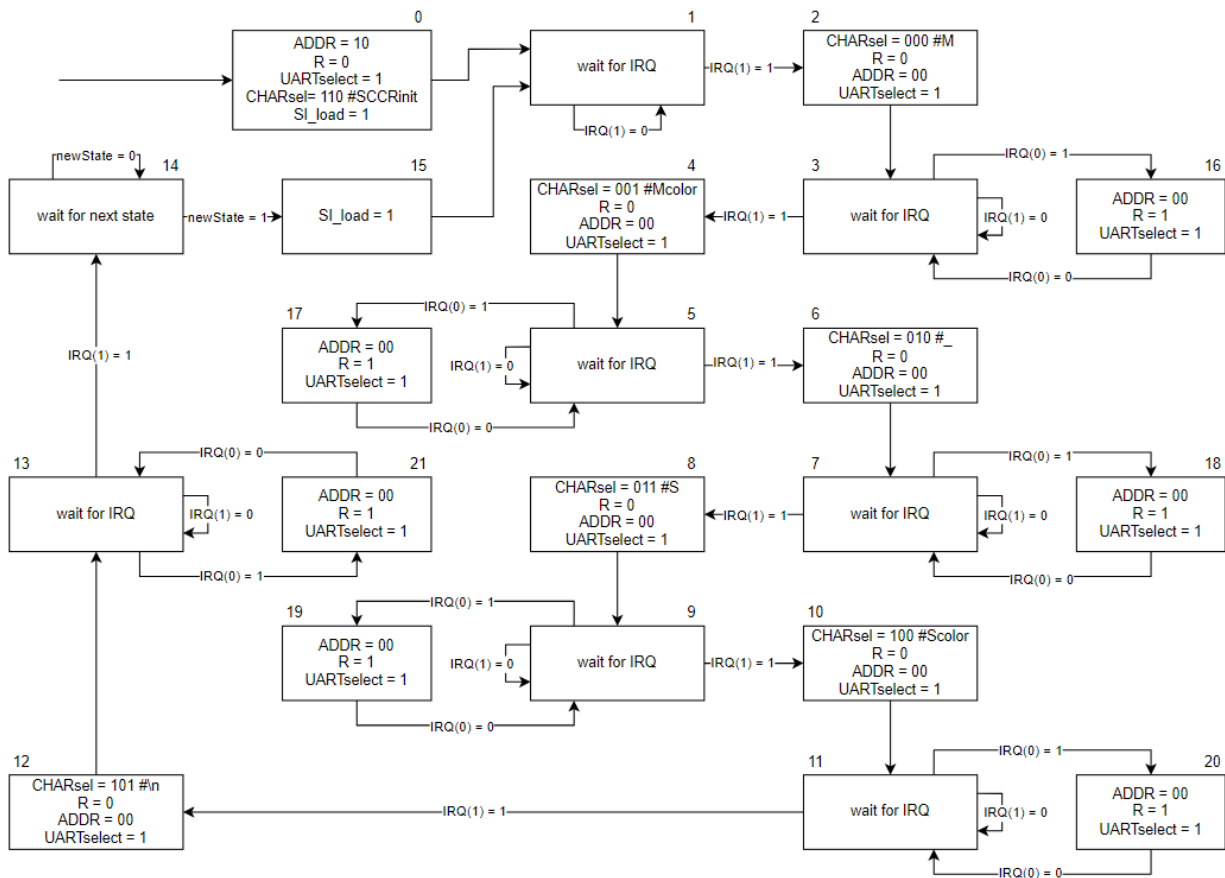 0
ADDR = 10
R = 0
UARTselect = 1
CHARsel= 110 #SCCRinit
SI_load = 1
1
wait for IRQ
IRQ(1) = 0
IRQ(1) = 1
2
CHARsel = 000 #M
R = 0
ADDR = 00
UARTselect = 1
newState = 0
14
wait for next state
newState = 1
15
SI_load = 1
4
CHARsel = 001 #Mcolor
R = 0
ADDR = 00
UARTselect = 1
IRQ(1) = 1
3
wait for IRQ
IRQ(1) = 0
IRQ(0) = 1
IRQ(0) = 0
16
ADDR = 00
R = 1
UARTselect = 1
IRQ(1) = 1
17
ADDR = 00
R = 1
UARTselect = 1
IRQ(0) = 1
IRQ(1) = 0
IRQ(0) = 0
5
wait for IRQ
IRQ(1) = 1
6
CHARsel = 010 #_
R = 0
ADDR = 00
UARTselect = 1
13
wait for IRQ
IRQ(1) = 0
IRQ(0) = 0
IRQ(0) = 1
21
ADDR = 00
R = 1
UARTselect = 1
8
CHARsel = 011 #S
R = 0
ADDR = 00
UARTselect = 1
IRQ(1) = 1
7
wait for IRQ
IRQ(1) = 0
IRQ(0) = 1
IRQ(0) = 0
18
ADDR = 00
R = 1
UARTselect = 1
19
ADDR = 00
R = 1
UARTselect = 1
IRQ(0) = 1
IRQ(1) = 0
IRQ(0) = 0
9
wait for IRQ
IRQ(1) = 1
10
CHARsel = 100 #Scolor
R = 0
ADDR = 00
UARTselect = 1
12
CHARsel = 101 #\n
R = 0
ADDR = 00
UARTselect = 1
IRQ(1) = 1
11
wait for IRQ
IRQ(1) = 0
IRQ(0) = 1
IRQ(0) = 0
20
ADDR = 00
R = 1
UARTselect = 1